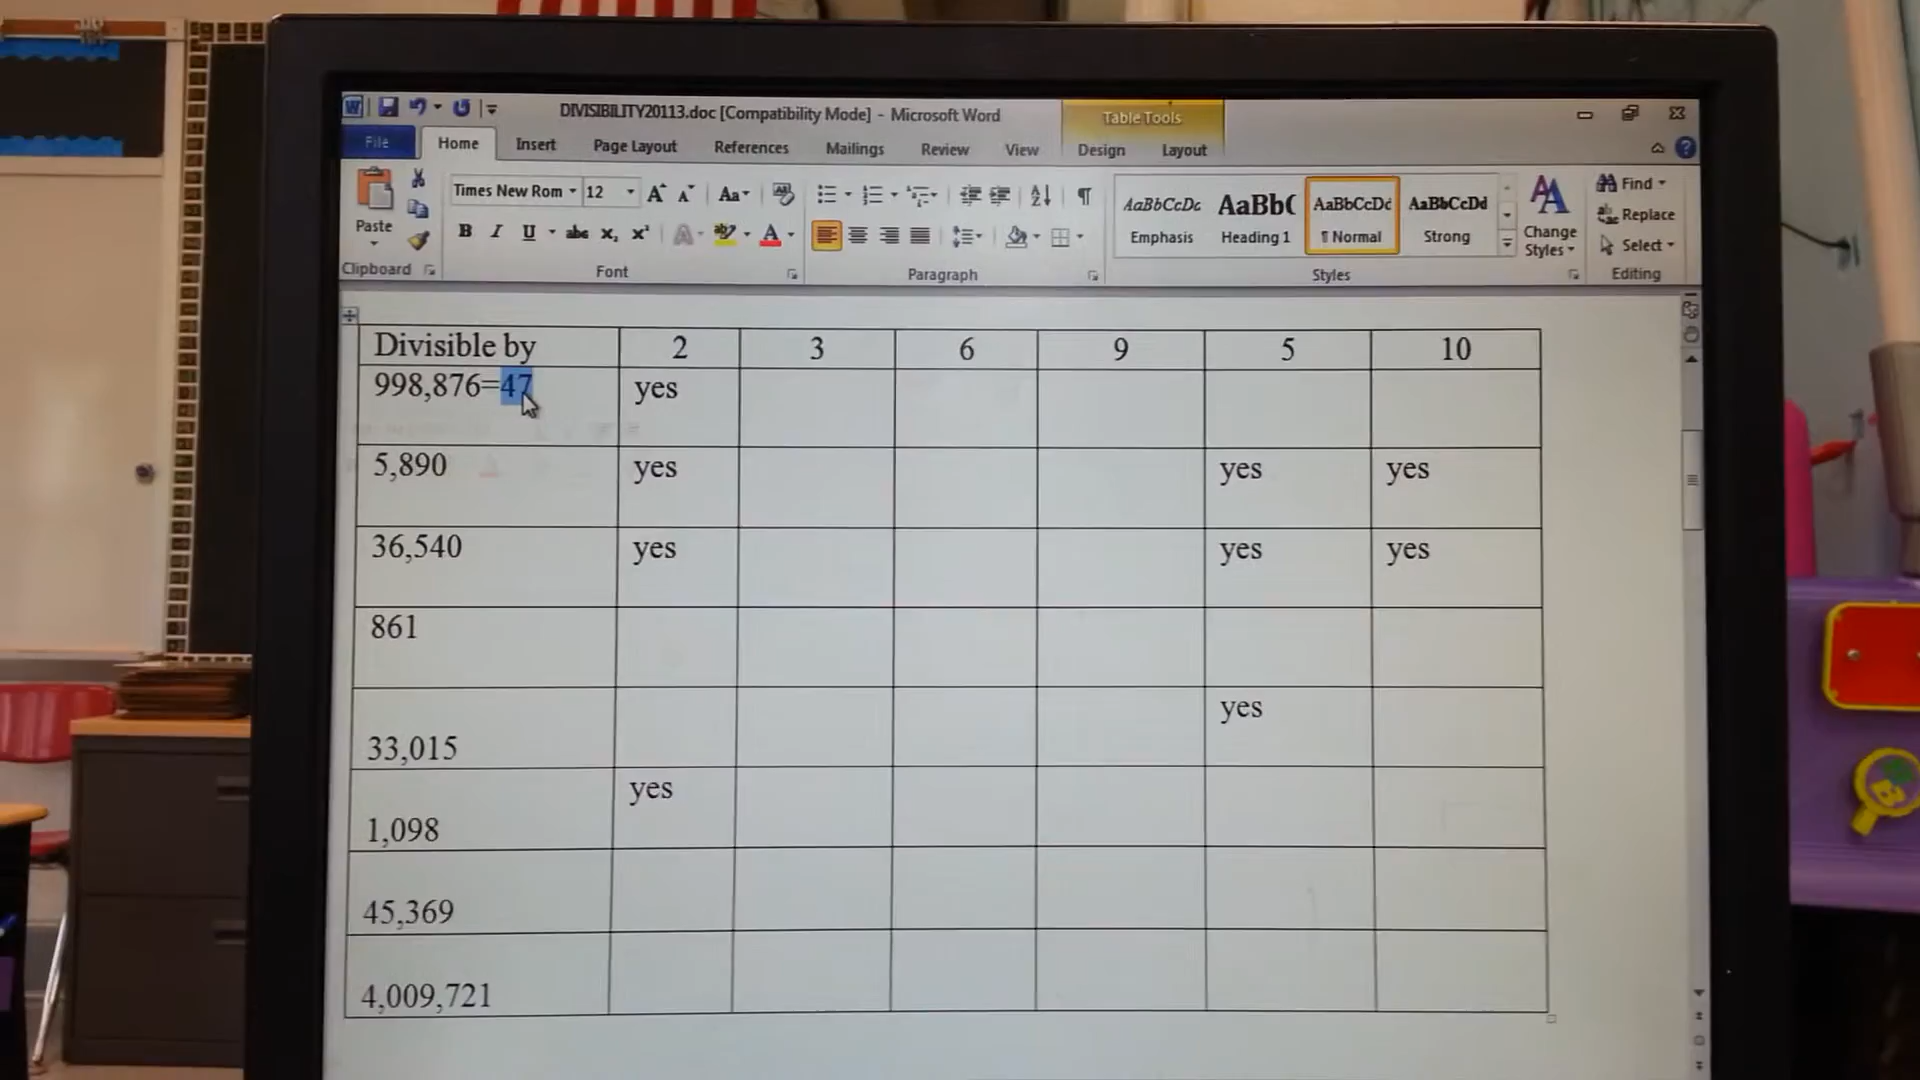 DIVISIBILITY20113.doc [Compatibility Mode] - Microsoft Word
Table Tools
File Home Insert Page Layout References Mailings Review View Design Layout
Paste
Times New Rom 12
Clipboard Font Paragraph Styles Editing
AaBbCcDc AaBb( AaBbCcDc AaBbCcDd
Emphasis Heading 1 ¶ Normal Strong
Change Styles
Find
Replace
Select
Divisible by 2 3 6 9 5 10
998,876=47 yes
5,890 yes yes yes
36,540 yes yes yes
861
33,015 yes
1,098 yes
45,369
4,009,721